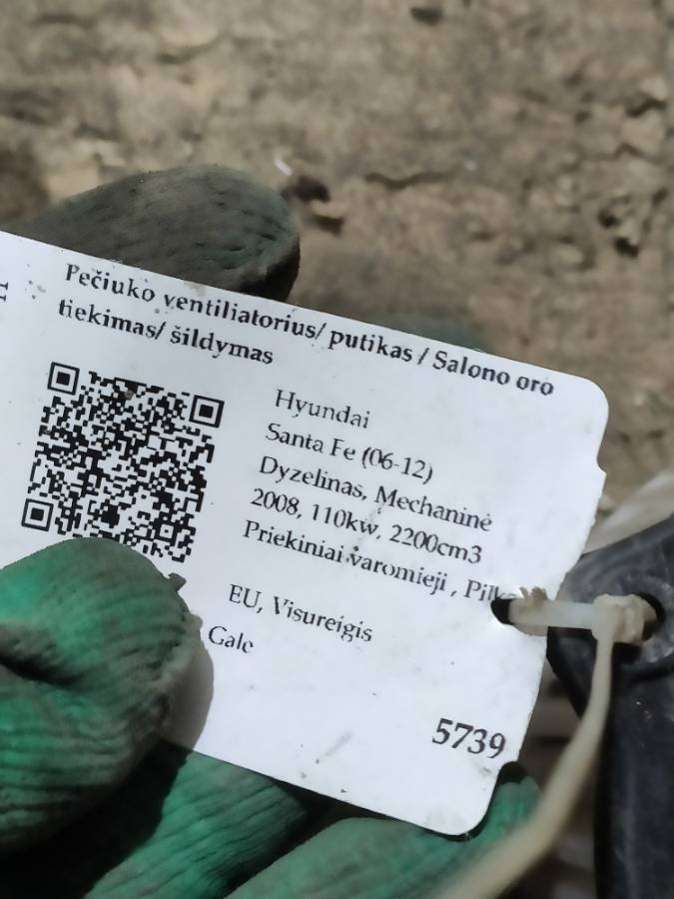 Pečiuko ventiliatorius/ putikas / Salono oro
tiekimas/ šildymas
Hyundai
Santa Fe (06-12)
Dyzelinas, Mechaninė
2008, 110kw, 2200cm3
Priekiniai varomieji ,
EU, Visureigis
Gale
5739